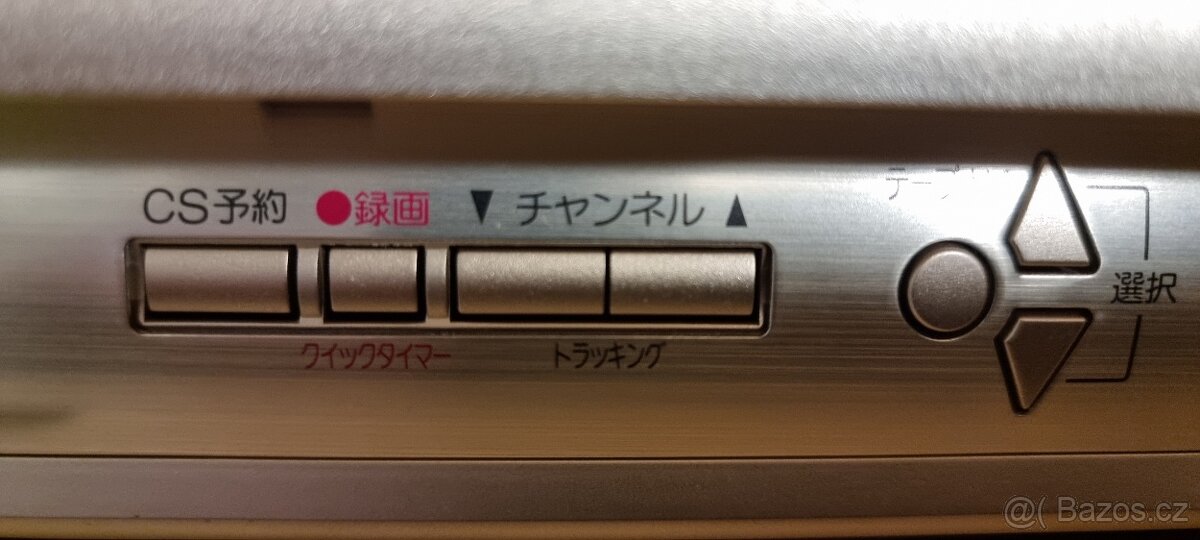 CS予約 ●録画 ▼ チャンネル ▲
選択
クイックタイマー トラッキング
@( Bazos.cz